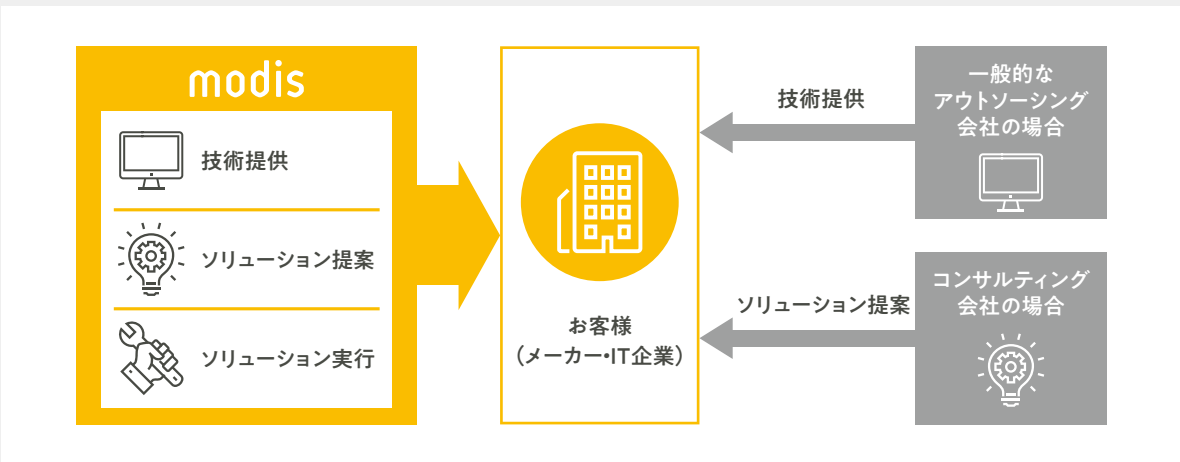 modis
技術提供
ソリューション提案
ソリューション実行
お客様
（メーカー・IT企業）
技術提供
ソリューション提案
一般的な
アウトソーシング
会社の場合
コンサルティング
会社の場合